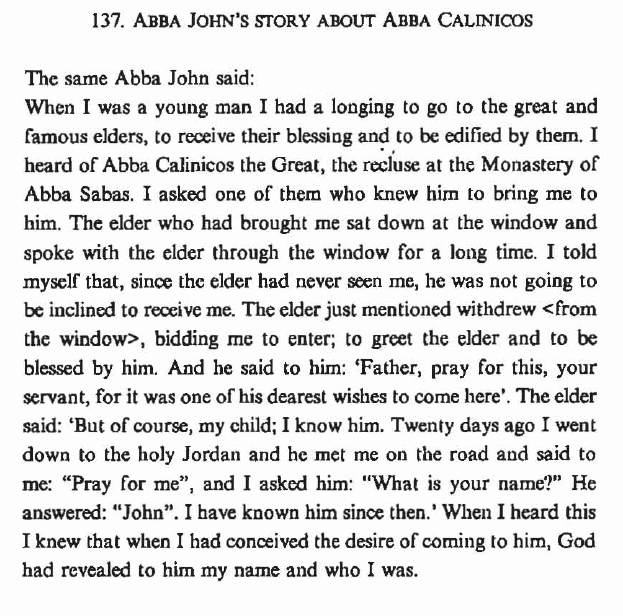 137. ABBA JOHN'S STORY ABOUT ABBA CALINICOS
The same Abba John said:
When I was a young man I had a longing to go to the great and
famous elders, to receive their blessing and to be edified by them. I
heard of Abba Calinicos the Great, the recluse at the Monastery of
Abba Sabas. I asked one of them who knew him to bring me to
him. The elder who had brought me sat down at the window and
spoke with the elder through the window for a long time. I told
myself that, since the elder had never seen me, he was not going to
be inclined to receive me. The elder just mentioned withdrew <from
the window>, bidding me to enter; to greet the elder and to be
blessed by him. And he said to him: ‘Father, pray for this, your
servant, for it was one of his dearest wishes to come here’. The elder
said: ‘But of course, my child; I know him. Twenty days ago I went
down to the holy Jordan and he met me on the road and said to
me: “Pray for me”, and I asked him: “What is your name?” He
answered: “John”. I have known him since then.’ When I heard this
I knew that when I had conceived the desire of coming to him, God
had revealed to him my name and who I was.